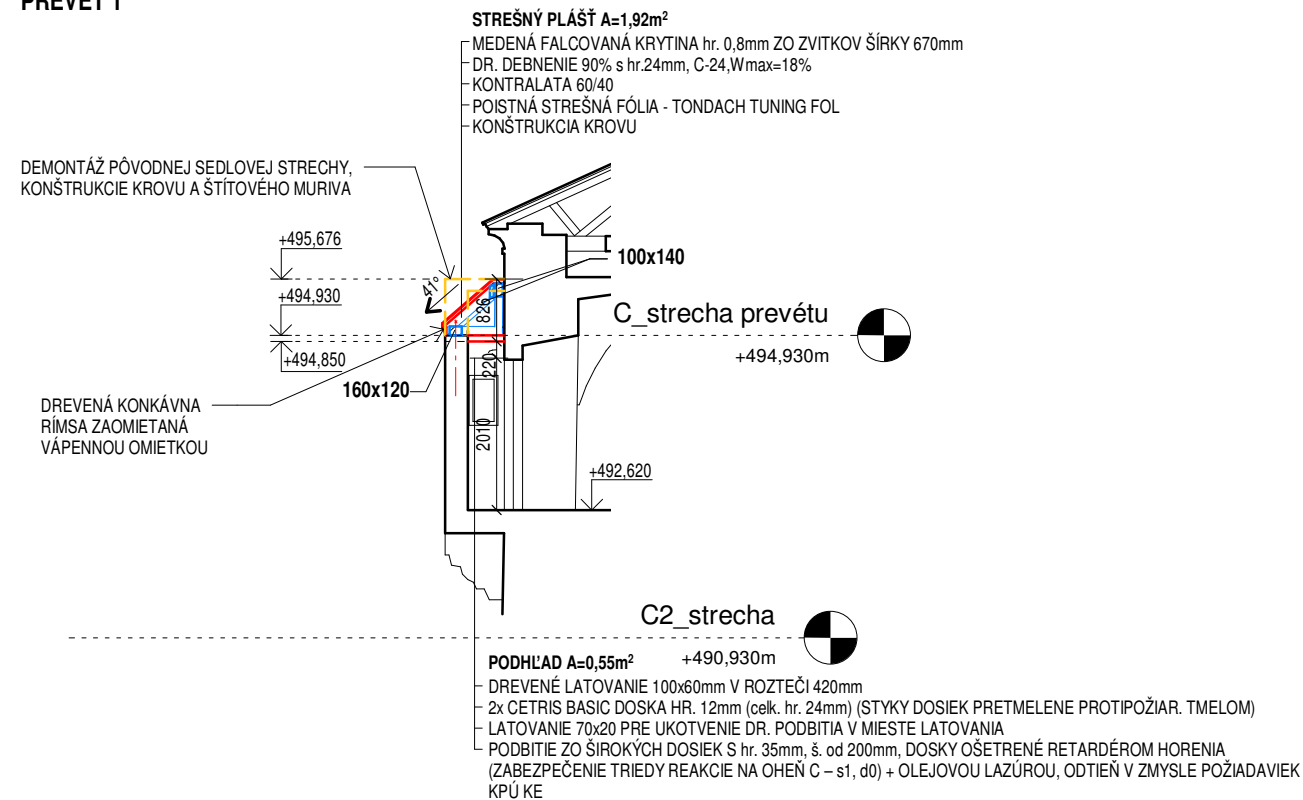 PREVÉT 1
STREŠNÝ PLÁŠŤ A=1,92m²
MEDENÁ FALCOVANÁ KRYTINA hr. 0,8mm ZO ZVITKOV ŠÍRKY 670mm
DR. DEBNENIE 90% s hr.24mm, C-24,Wmax=18%
KONTRALATA 60/40
POISTNÁ STREŠNÁ FÓLIA - TONDACH TUNING FOL
KONŠTRUKCIA KROVU
DEMONTÁŽ PÔVODNEJ SEDLOVEJ STRECHY,
KONŠTRUKCIE KROVU A ŠTÍTOVÉHO MURIVA
+495,676
100x140
41°
+494,930
826
C_strecha prevétu
+494,930m
+494,850
220
160x120
DREVENÁ KONKÁVNA
RÍMSA ZAOMIETANÁ
VÁPENNOU OMIETKOU
2010
+492,620
C2_strecha
+490,930m
PODHĽAD A=0,55m²
DREVENÉ LATOVANIE 100x60mm V ROZTEČI 420mm
2x CETRIS BASIC DOSKA HR. 12mm (celk. hr. 24mm) (STYKY DOSIEK PRETMELENE PROTIPOŽIAR. TMELOM)
LATOVANIE 70x20 PRE UKOTVENIE DR. PODBITIA V MIESTE LATOVANIA
PODBITIE ZO ŠIROKÝCH DOSIEK S hr. 35mm, š. od 200mm, DOSKY OŠETRENÉ RETARDÉROM HORENIA
(ZABEZPEČENIE TRIEDY REAKCIE NA OHEŇ C – s1, d0) + OLEJOVOU LAZÚROU, ODTIEŇ V ZMYSLE POŽIADAVIEK
KPÚ KE